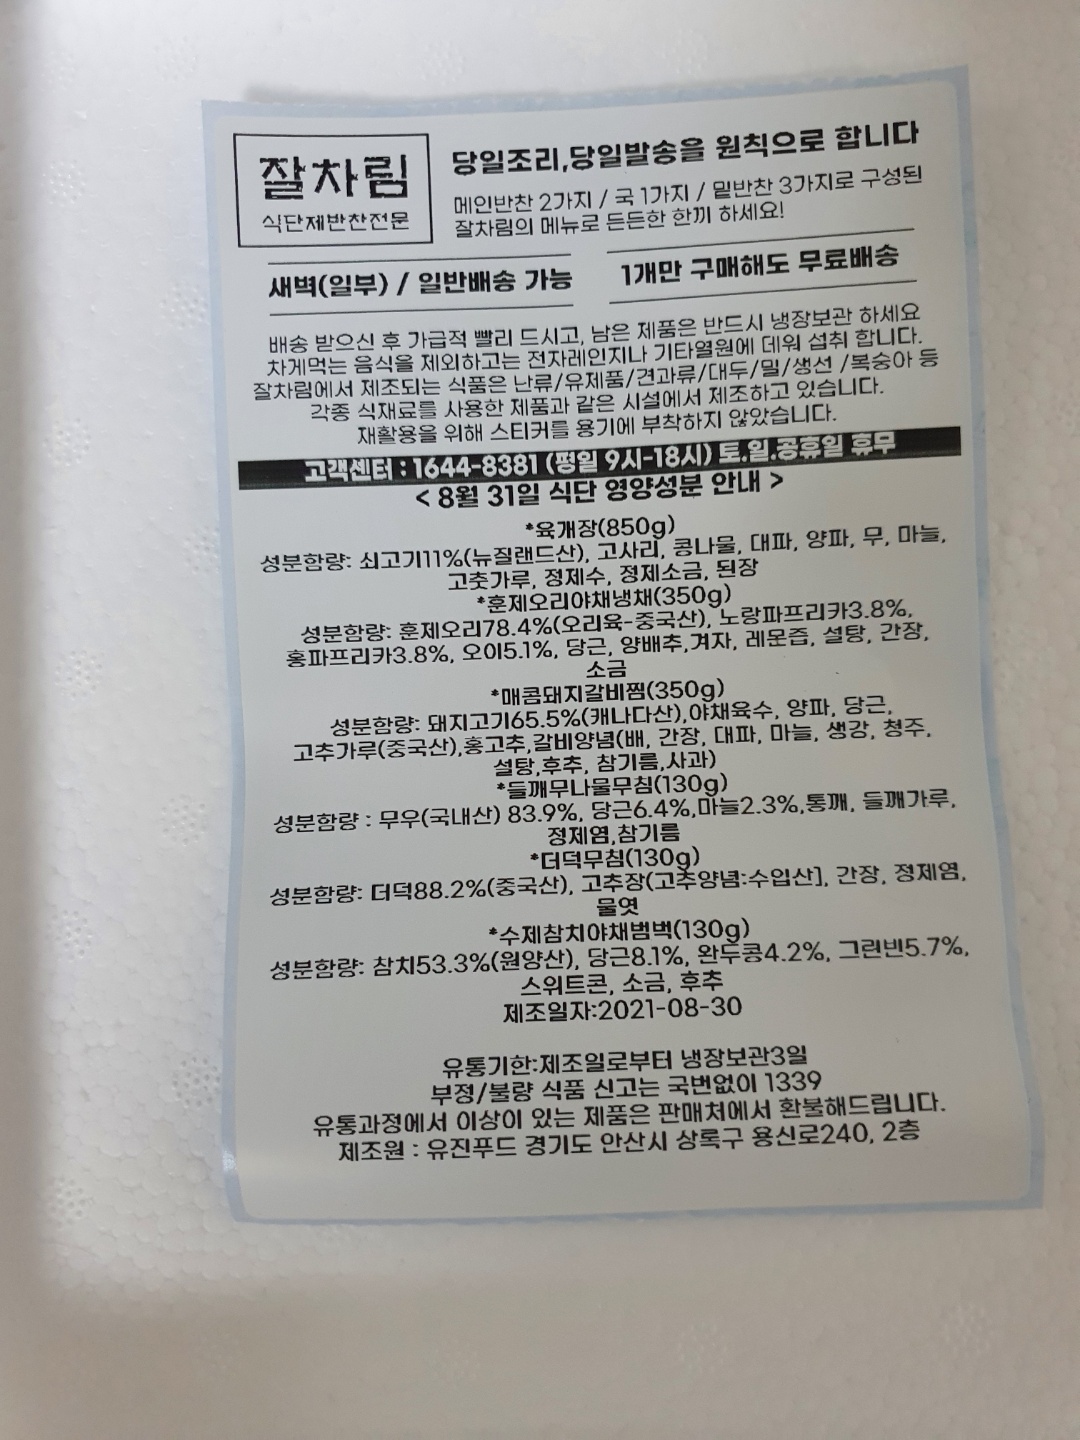 잘차림
식단제반찬전문
당일조리,당일발송을 원칙으로 합니다
메인반찬 2가지 / 국 1가지 / 밑반찬 3가지로 구성된
잘차림의 메뉴로 든든한 한끼 하세요!
새벽(일부) / 일반배송 가능
1개만 구매해도 무료배송
배송 받으신 후 가급적 빨리 드시고, 남은 제품은 반드시 냉장보관 하세요
차게먹는 음식을 제외하고는 전자레인지나 기타열원에 데워 섭취 합니다.
잘차림에서 제조되는 식품은 난류/유제품/견과류/대두/밀/생선 /복숭아 등
각종 식재료를 사용한 제품과 같은 시설에서 제조하고 있습니다.
재활용을 위해 스티커를 용기에 부착하지 않았습니다.
고객센터 : 1644-8381 (평일 9시-18시) 토.일.공휴일 휴무
< 8월 31일 식단 영양성분 안내 >
*육개장(850g)
성분함량: 쇠고기11%(뉴질랜드산), 고사리, 콩나물, 대파, 양파, 무, 마늘,
고춧가루, 정제수, 정제소금, 된장
*훈제오리야채냉채(350g)
성분함량: 훈제오리78.4%(오리육-중국산), 노랑파프리카3.8%,
홍파프리카3.8%, 오이5.1%, 당근, 양배추,겨자, 레몬즙, 설탕, 간장,
소금
*매콤돼지갈비찜(350g)
성분함량: 돼지고기65.5%(캐나다산),야채육수, 양파, 당근,
고추가루(중국산),홍고추,갈비양념(배, 간장, 대파, 마늘, 생강, 청주,
설탕,후추, 참기름,사과)
*들깨무나물무침(130g)
성분함량 : 무우(국내산) 83.9%, 당근6.4%,마늘2.3%,통깨, 들깨가루,
정제염,참기름
*더덕무침(130g)
성분함량: 더덕88.2%(중국산), 고추장(고추양념:수입산], 간장, 정제염,
물엿
*수제참치야채범벅(130g)
성분함량: 참치53.3%(원양산), 당근8.1%, 완두콩4.2%, 그린빈5.7%,
스위트콘, 소금, 후추
제조일자:2021-08-30
유통기한:제조일로부터 냉장보관3일
부정/불량 식품 신고는 국번없이 1339
유통과정에서 이상이 있는 제품은 판매처에서 환불해드립니다.
제조원 : 유진푸드 경기도 안산시 상록구 용신로240, 2층